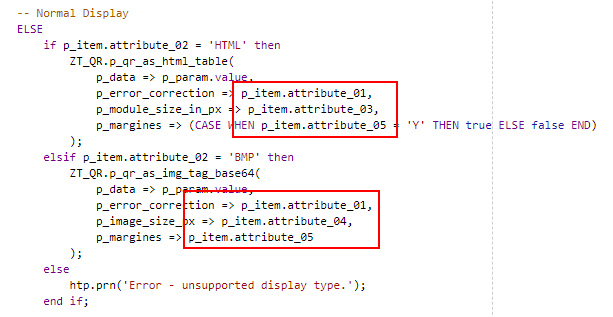 -- Normal Display
ELSE
if p_item.attribute_02 = 'HTML' then
ZT_QR.p_qr_as_html_table(
p_data => p_param.value,
p_error_correction => p_item.attribute_01,
p_module_size_in_px => p_item.attribute_03,
p_margines => (CASE WHEN p_item.attribute_05 = 'Y' THEN true ELSE false END)
);
elsif p_item.attribute_02 = 'BMP' then
ZT_QR.p_qr_as_img_tag_base64(
p_data => p_param.value,
p_error_correction => p_item.attribute_01,
p_image_size_px => p_item.attribute_04,
p_margines => p_item.attribute_05
);
else
htp.prn('Error - unsupported display type.');
end if;